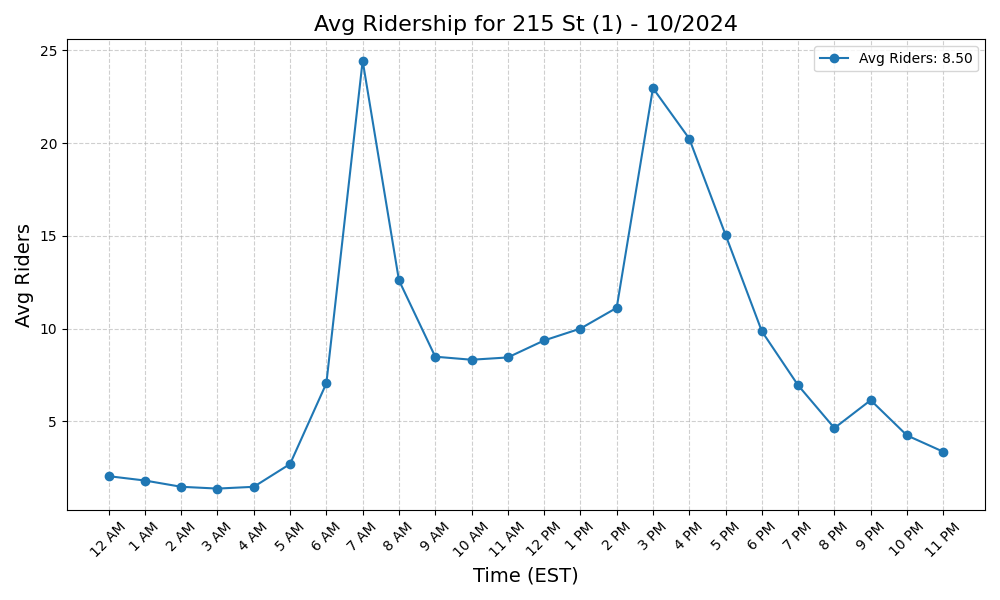 Avg Ridership for 215 St (1) - 10/2024
Avg Riders: 8.50
Avg Riders
25
20
15
10
5
12 AM
1 AM
2 AM
3 AM
4 AM
5 AM
6 AM
7 AM
8 AM
9 AM
10 AM
11 AM
12 PM
1 PM
2 PM
3 PM
4 PM
5 PM
6 PM
7 PM
8 PM
9 PM
10 PM
11 PM
Time (EST)